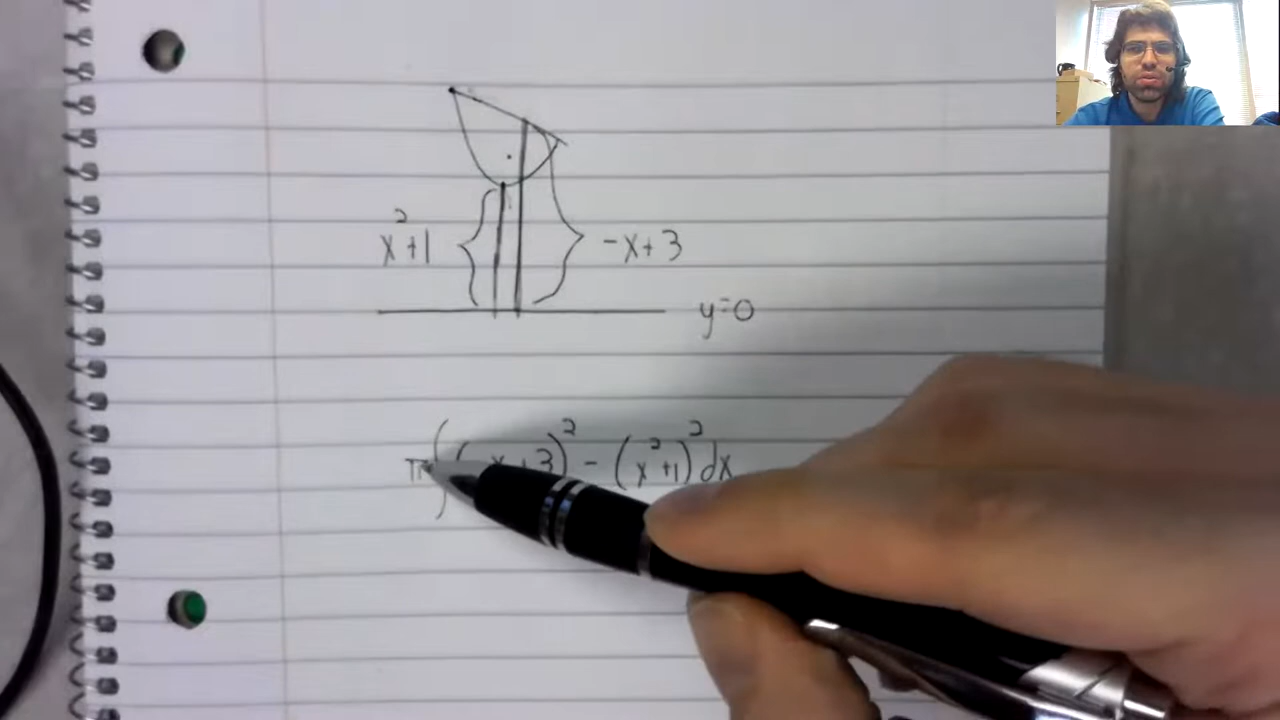 x²+1
-x+3
y=0
π∫(-x+3)² - (x²+1)² dx